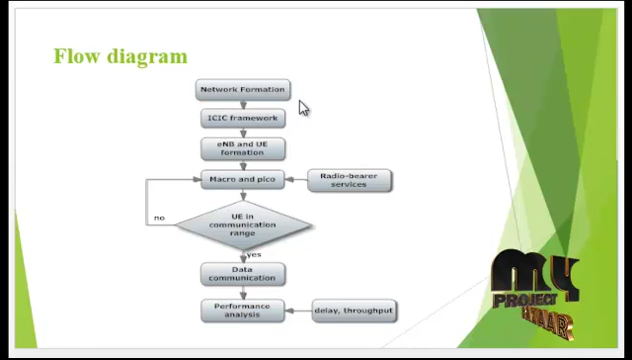 Flow diagram
Network Formation
ICIC framework
eNB and UE
formation
Macro and pico
Radio-bearer
services
no
UE in
communication
range
yes
Data
communication
Performance
analysis
delay, throughput
my
PROJECT
BAZAAR